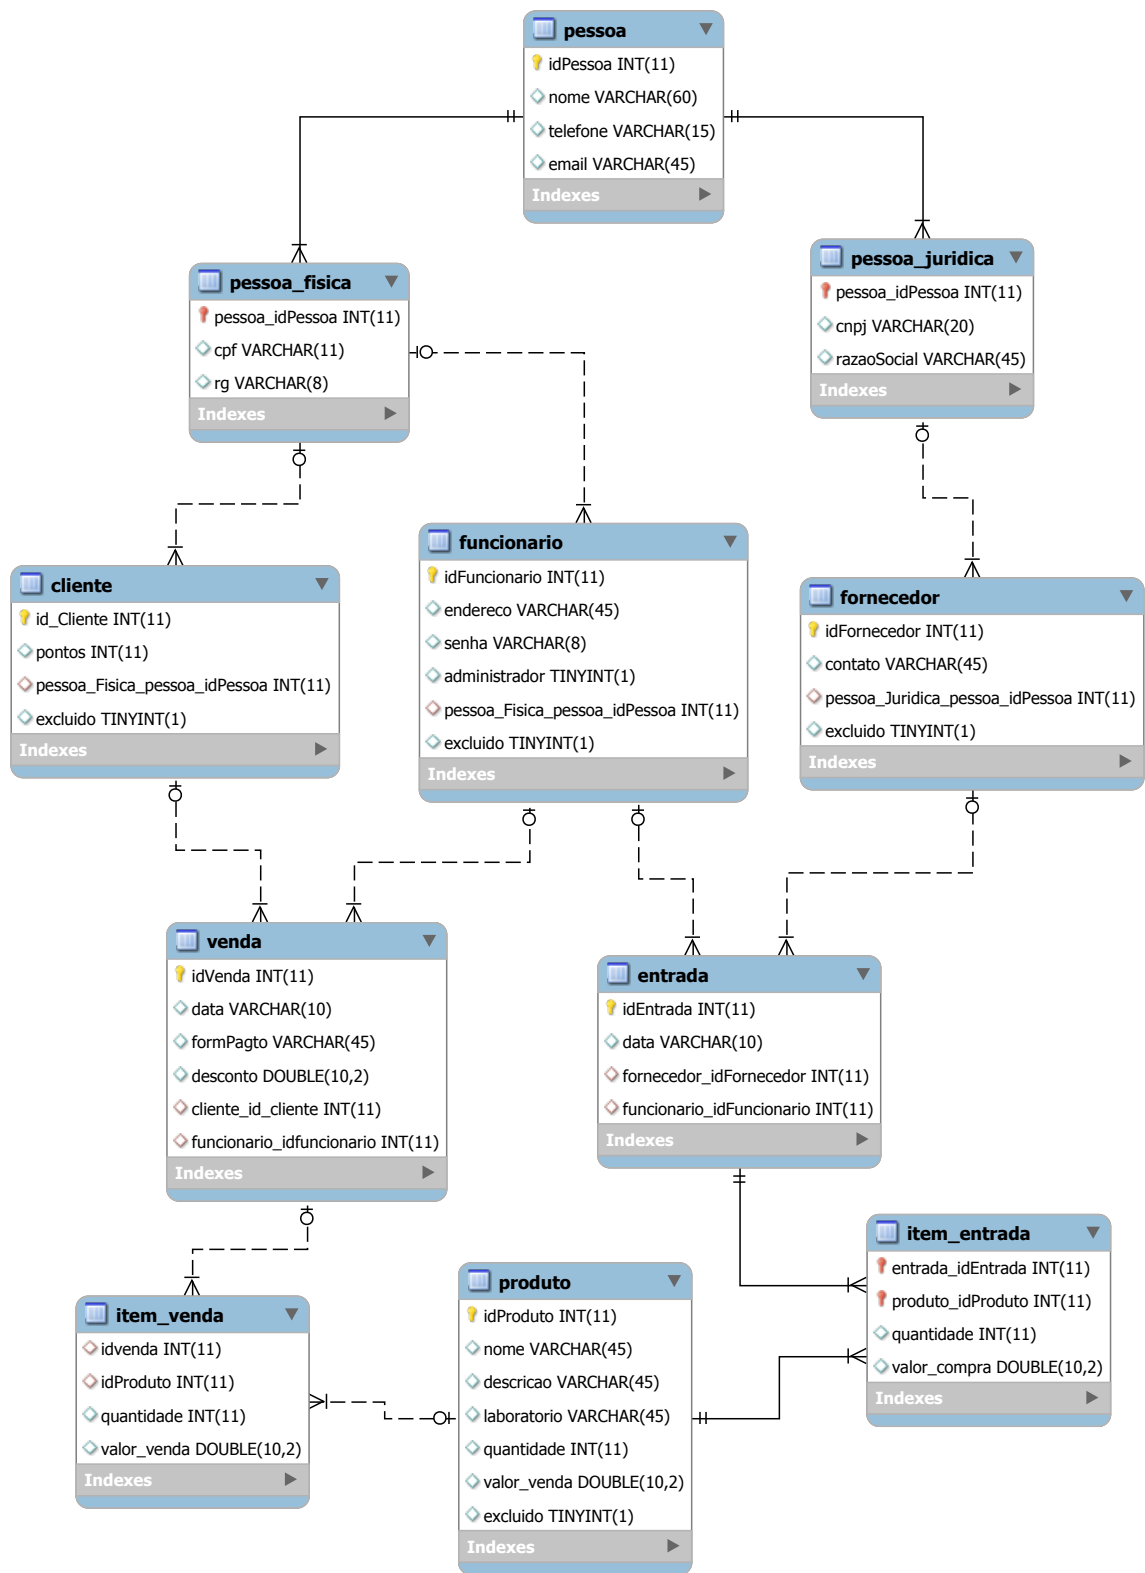 pessoa
idPessoa INT(11)
nome VARCHAR(60)
telefone VARCHAR(15)
email VARCHAR(45)
Indexes
pessoa_fisica
pessoa_idPessoa INT(11)
cpf VARCHAR(11)
rg VARCHAR(8)
Indexes
pessoa_juridica
pessoa_idPessoa INT(11)
cnpj VARCHAR(20)
razaoSocial VARCHAR(45)
Indexes
cliente
id_Cliente INT(11)
pontos INT(11)
pessoa_Fisica_pessoa_idPessoa INT(11)
excluido TINYINT(1)
Indexes
funcionario
idFuncionario INT(11)
endereco VARCHAR(45)
senha VARCHAR(8)
administrador TINYINT(1)
pessoa_Fisica_pessoa_idPessoa INT(11)
excluido TINYINT(1)
Indexes
fornecedor
idFornecedor INT(11)
contato VARCHAR(45)
pessoa_Juridica_pessoa_idPessoa INT(11)
excluido TINYINT(1)
Indexes
venda
idVenda INT(11)
data VARCHAR(10)
formPagto VARCHAR(45)
desconto DOUBLE(10,2)
cliente_id_cliente INT(11)
funcionario_idfuncionario INT(11)
Indexes
entrada
idEntrada INT(11)
data VARCHAR(10)
fornecedor_idFornecedor INT(11)
funcionario_idFuncionario INT(11)
Indexes
item_venda
idvenda INT(11)
idProduto INT(11)
quantidade INT(11)
valor_venda DOUBLE(10,2)
Indexes
produto
idProduto INT(11)
nome VARCHAR(45)
descricao VARCHAR(45)
laboratorio VARCHAR(45)
quantidade INT(11)
valor_venda DOUBLE(10,2)
excluido TINYINT(1)
Indexes
item_entrada
entrada_idEntrada INT(11)
produto_idProduto INT(11)
quantidade INT(11)
valor_compra DOUBLE(10,2)
Indexes